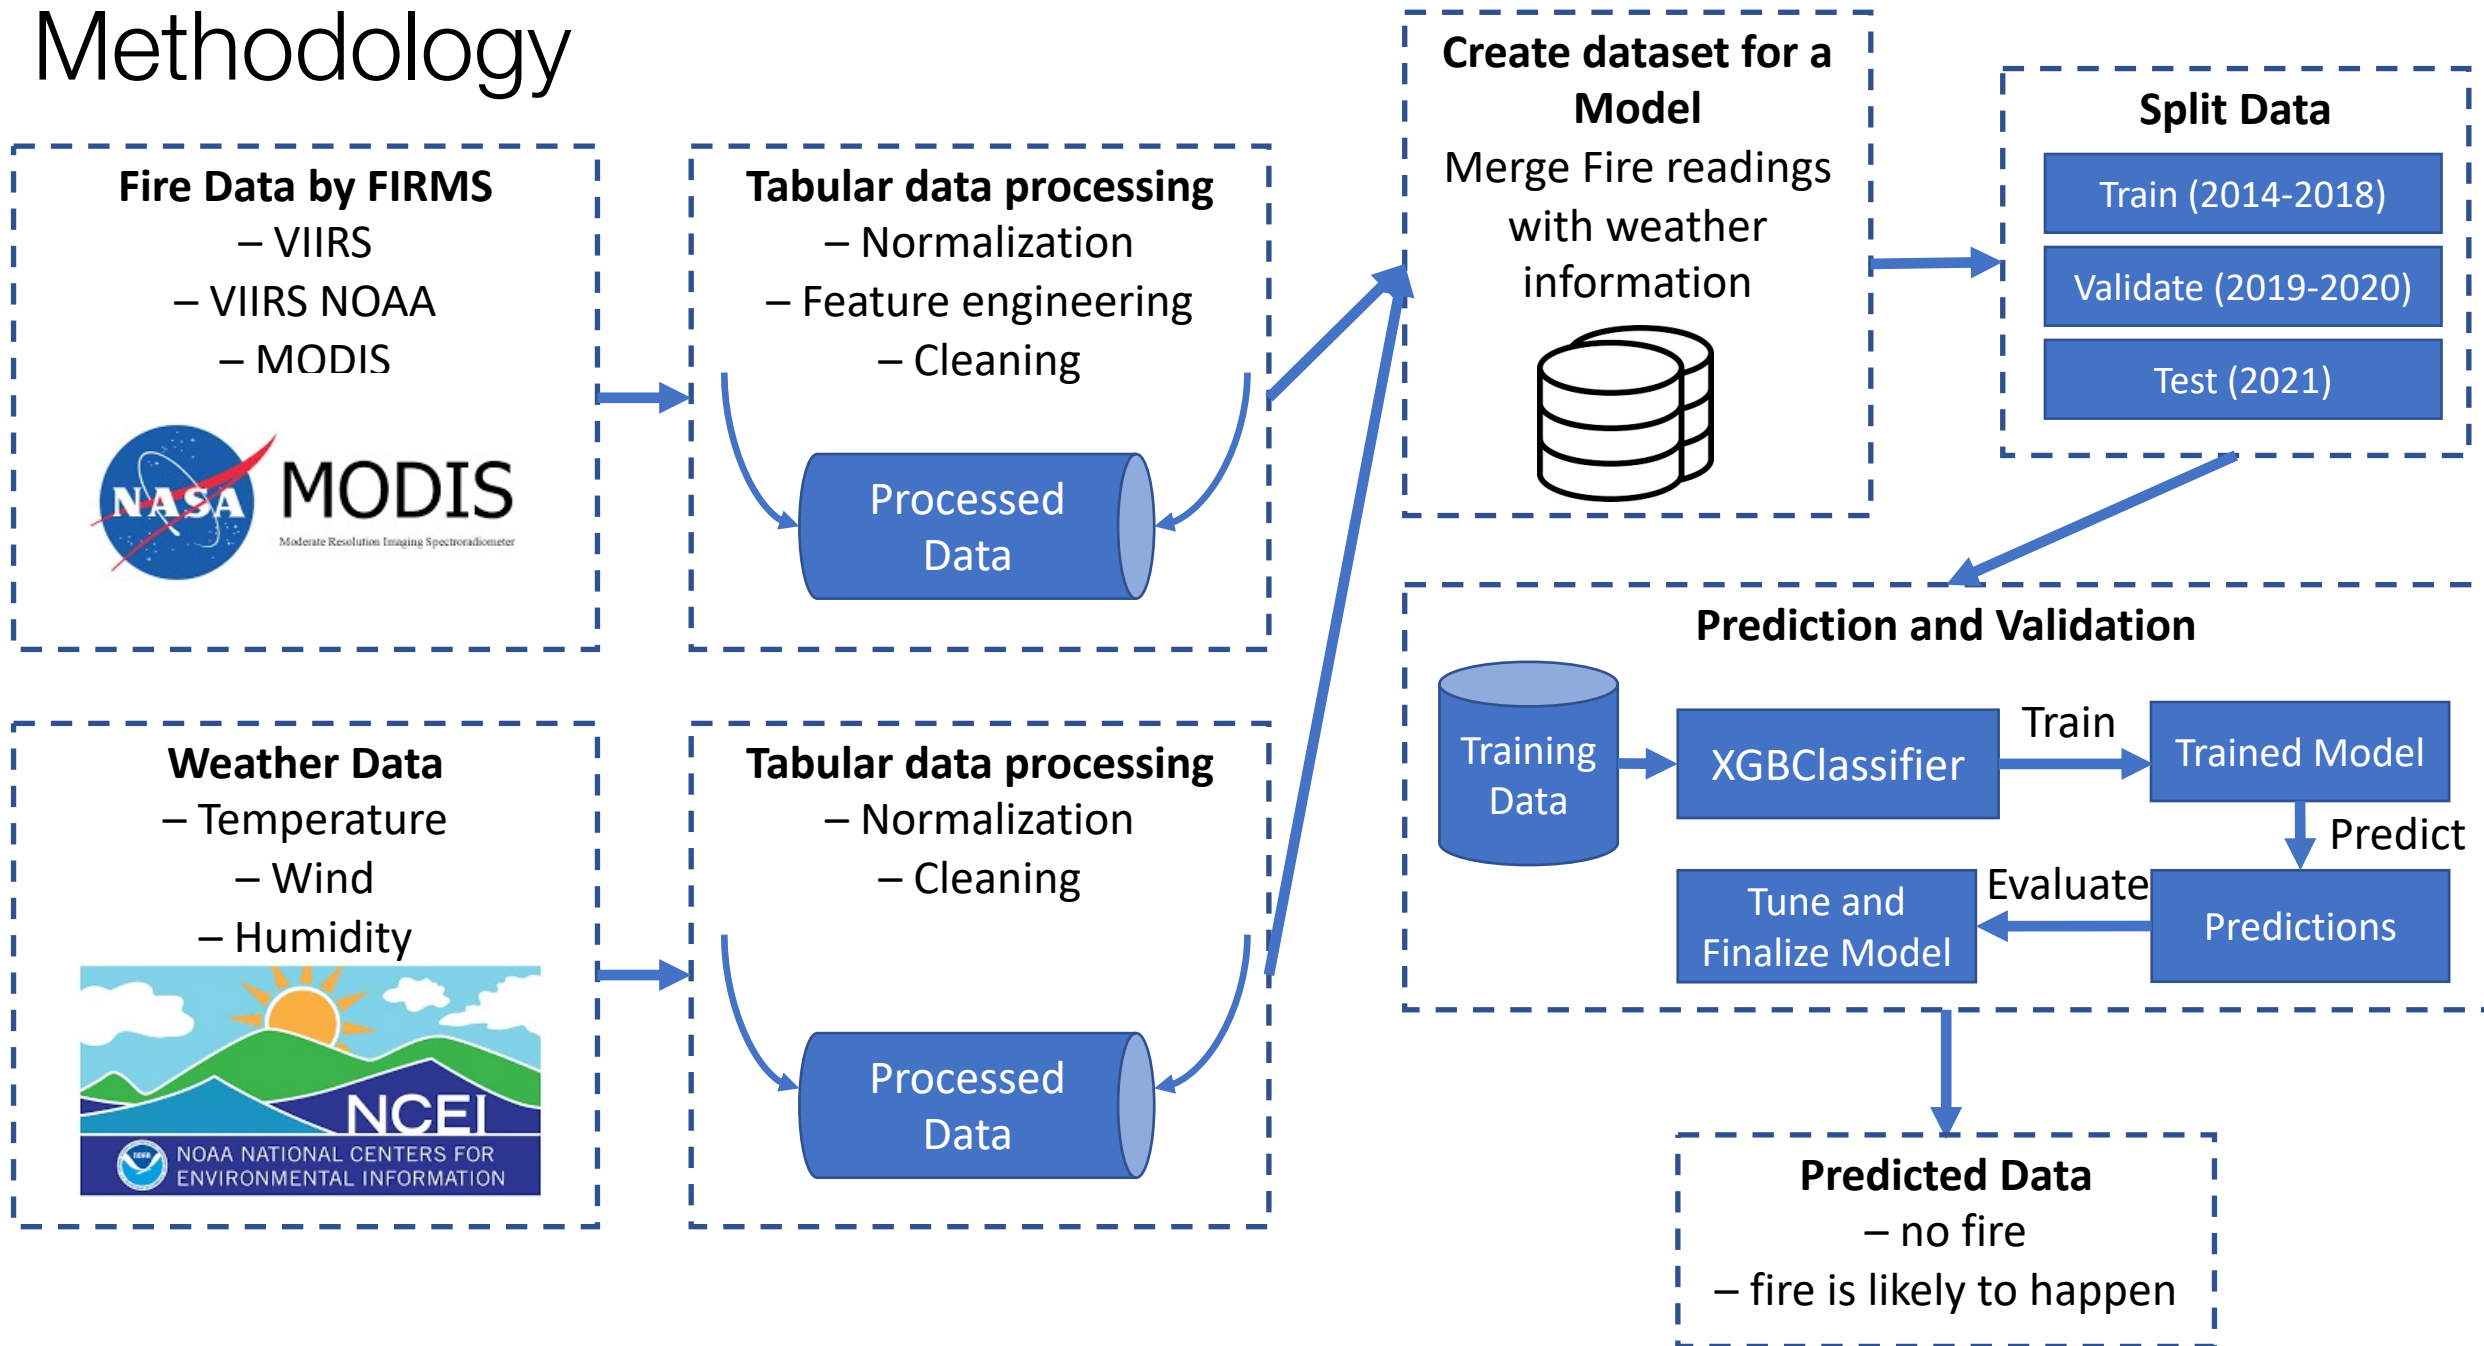 Methodology
Fire Data by FIRMS
– VIIRS
– VIIRS NOAA
– MODIS
NASA
MODIS
Moderate Resolution Imaging Spectroradiometer
Tabular data processing
– Normalization
– Feature engineering
– Cleaning
Processed
Data
Weather Data
– Temperature
– Wind
– Humidity
NCEI
NOAA
NOAA NATIONAL CENTERS FOR
ENVIRONMENTAL INFORMATION
Tabular data processing
– Normalization
– Cleaning
Processed
Data
Create dataset for a
Model
Merge Fire readings
with weather
information
Split Data
Train (2014-2018)
Validate (2019-2020)
Test (2021)
Prediction and Validation
Training
Data
XGBClassifier
Train
Trained Model
Predict
Predictions
Evaluate
Tune and
Finalize Model
Predicted Data
– no fire
– fire is likely to happen